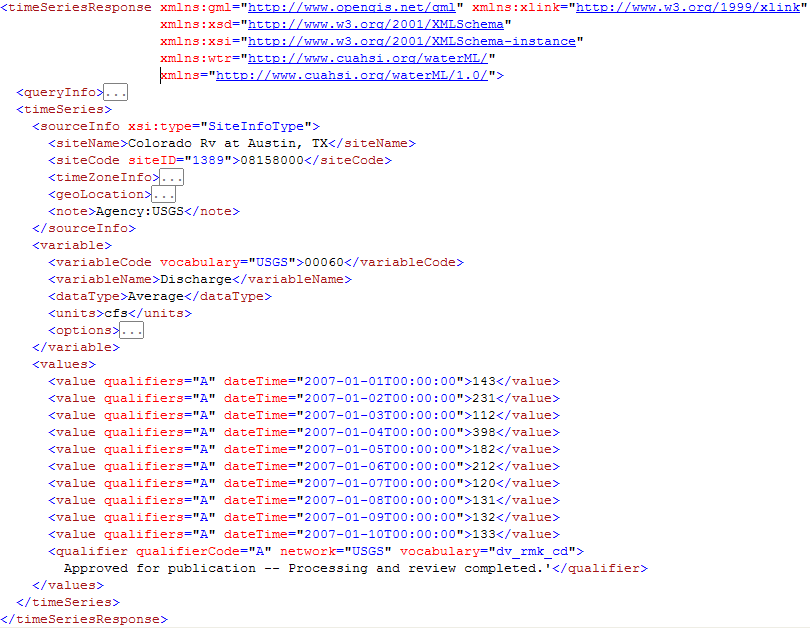 <timeSeriesResponse xmlns:gml="http://www.opengis.net/gml" xmlns:xlink="http://www.w3.org/1999/xlink"
xmlns:xsd="http://www.w3.org/2001/XMLSchema"
xmlns:xsi="http://www.w3.org/2001/XMLSchema-instance"
xmlns:wtr="http://www.cuahsi.org/waterML/"
xmlns="http://www.cuahsi.org/waterML/1.0/">
<queryInfo>...
<timeSeries>
<sourceInfo xsi:type="SiteInfoType">
<siteName>Colorado Rv at Austin, TX</siteName>
<siteCode siteID="1389">08158000</siteCode>
<timeZoneInfo>...
<geoLocation>...
<note>Agency:USGS</note>
</sourceInfo>
<variable>
<variableCode vocabulary="USGS">00060</variableCode>
<variableName>Discharge</variableName>
<dataType>Average</dataType>
<units>cfs</units>
<options>...
</variable>
<values>
<value qualifiers="A" dateTime="2007-01-01T00:00:00">143</value>
<value qualifiers="A" dateTime="2007-01-02T00:00:00">231</value>
<value qualifiers="A" dateTime="2007-01-03T00:00:00">112</value>
<value qualifiers="A" dateTime="2007-01-04T00:00:00">398</value>
<value qualifiers="A" dateTime="2007-01-05T00:00:00">182</value>
<value qualifiers="A" dateTime="2007-01-06T00:00:00">212</value>
<value qualifiers="A" dateTime="2007-01-07T00:00:00">120</value>
<value qualifiers="A" dateTime="2007-01-08T00:00:00">131</value>
<value qualifiers="A" dateTime="2007-01-09T00:00:00">132</value>
<value qualifiers="A" dateTime="2007-01-10T00:00:00">133</value>
<qualifier qualifierCode="A" network="USGS" vocabulary="dv_rmk_cd">
Approved for publication -- Processing and review completed.'</qualifier>
</values>
</timeSeries>
</timeSeriesResponse>